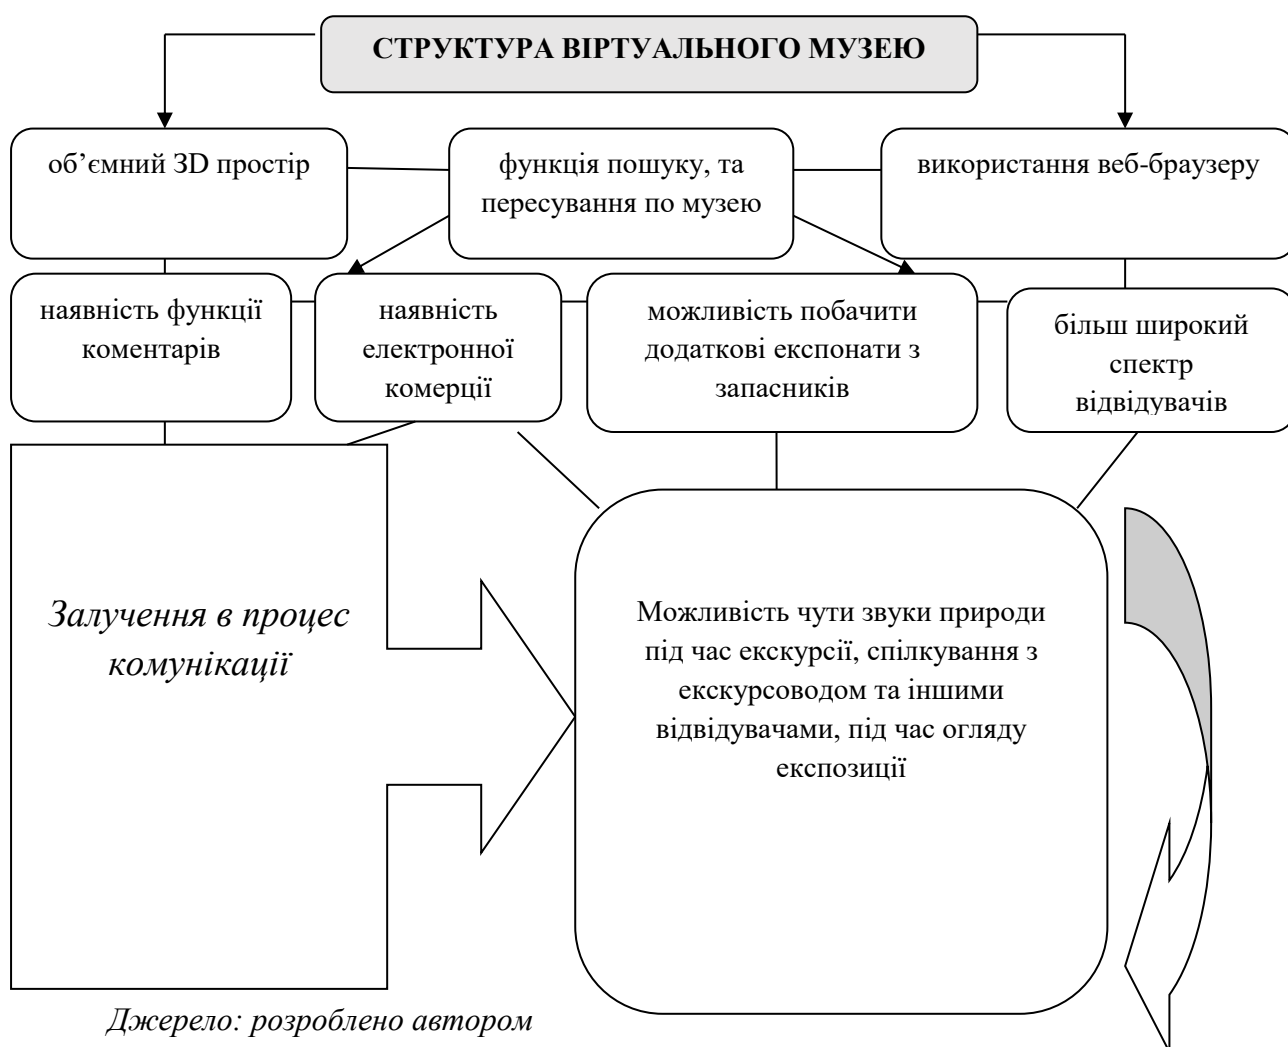 СТРУКТУРА ВІРТУАЛЬНОГО МУЗЕЮ
об’ємний 3D простір
функція пошуку, та
пересування по музею
використання веб-браузеру
наявність функції
коментарів
наявність
електронної
комерції
можливість побачити
додаткові експонати з
запасників
більш широкий
спектр
відвідувачів
Залучення в процес
комунікації
Можливість чути звуки природи
під час екскурсії, спілкування з
екскурсоводом та іншими
відвідувачами, під час огляду
експозиції
Джерело: розроблено автором